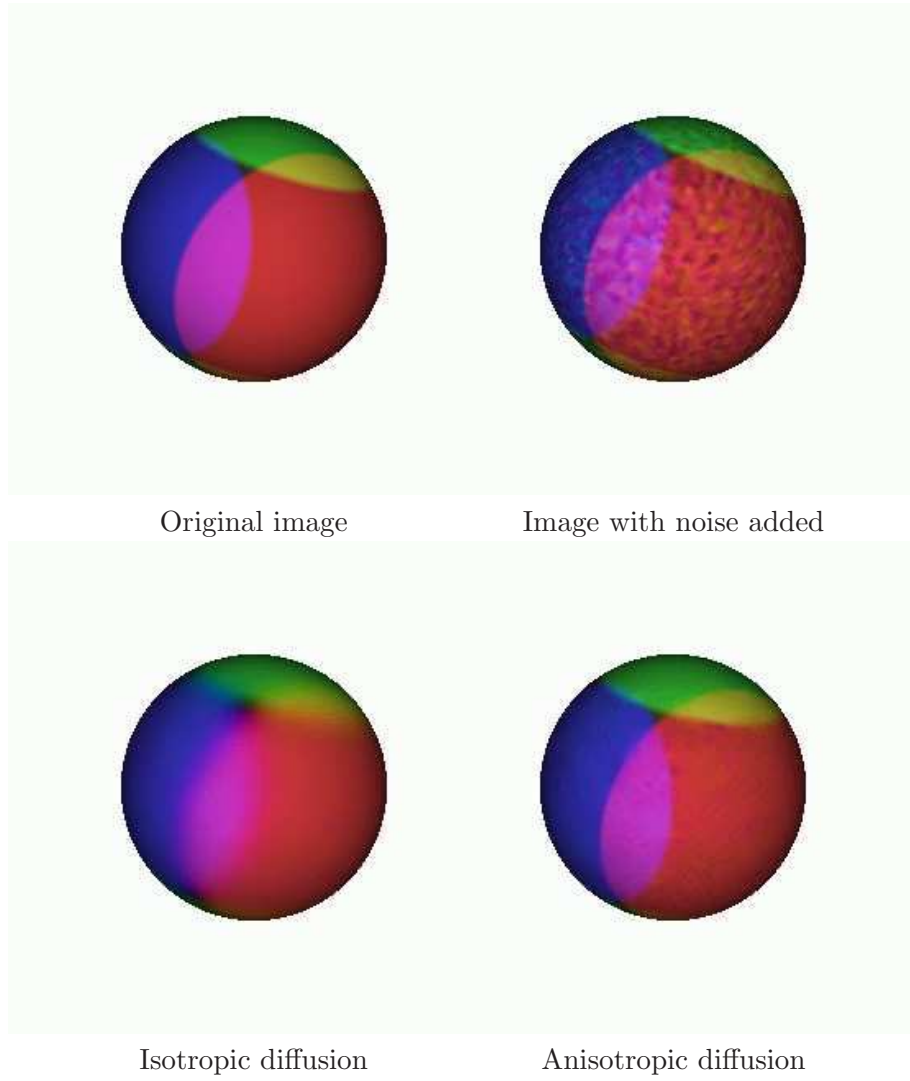 Original image
Image with noise added
Isotropic diffusion
Anisotropic diffusion